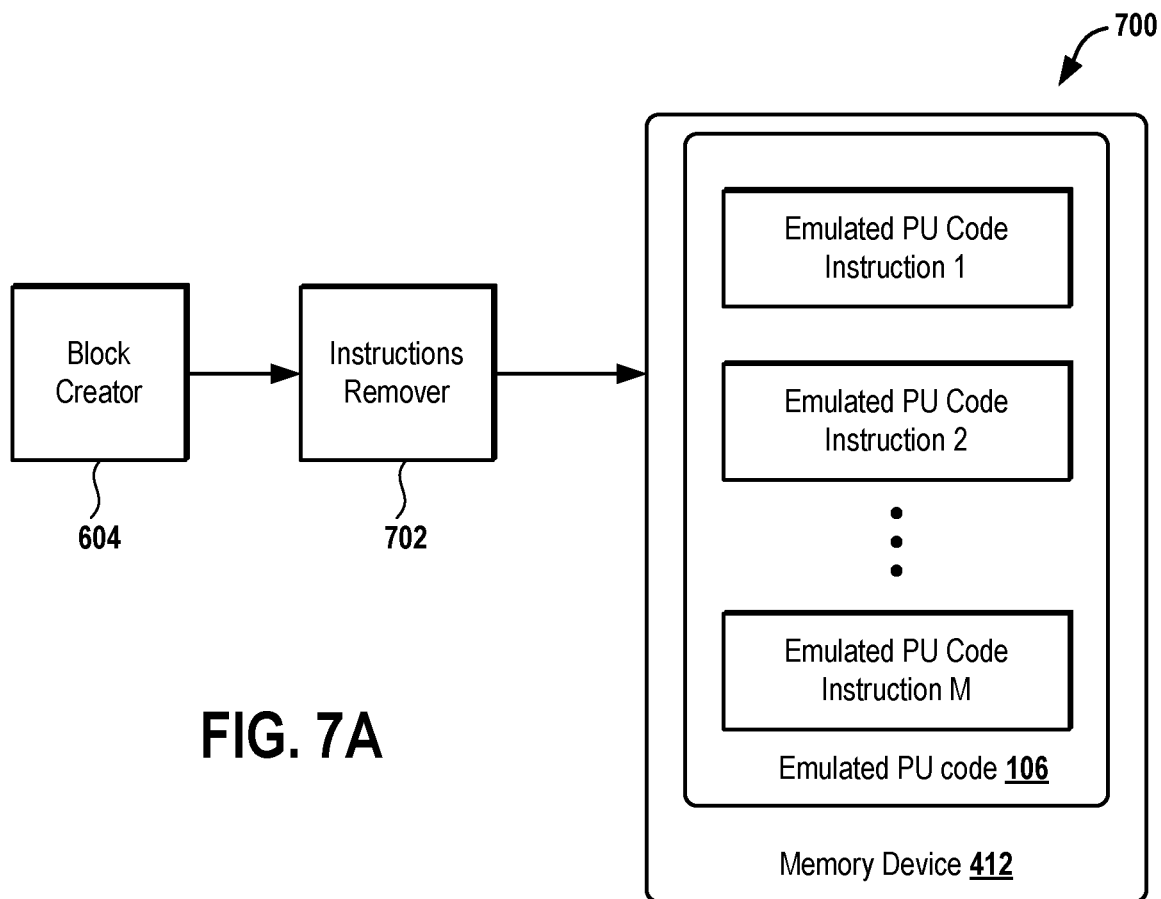 700
Emulated PU Code
Instruction 1
Block
Creator
Instructions
Remover
Emulated PU Code
Instruction 2
604
702
Emulated PU Code
Instruction M
FIG. 7A
Emulated PU code 106
Memory Device 412